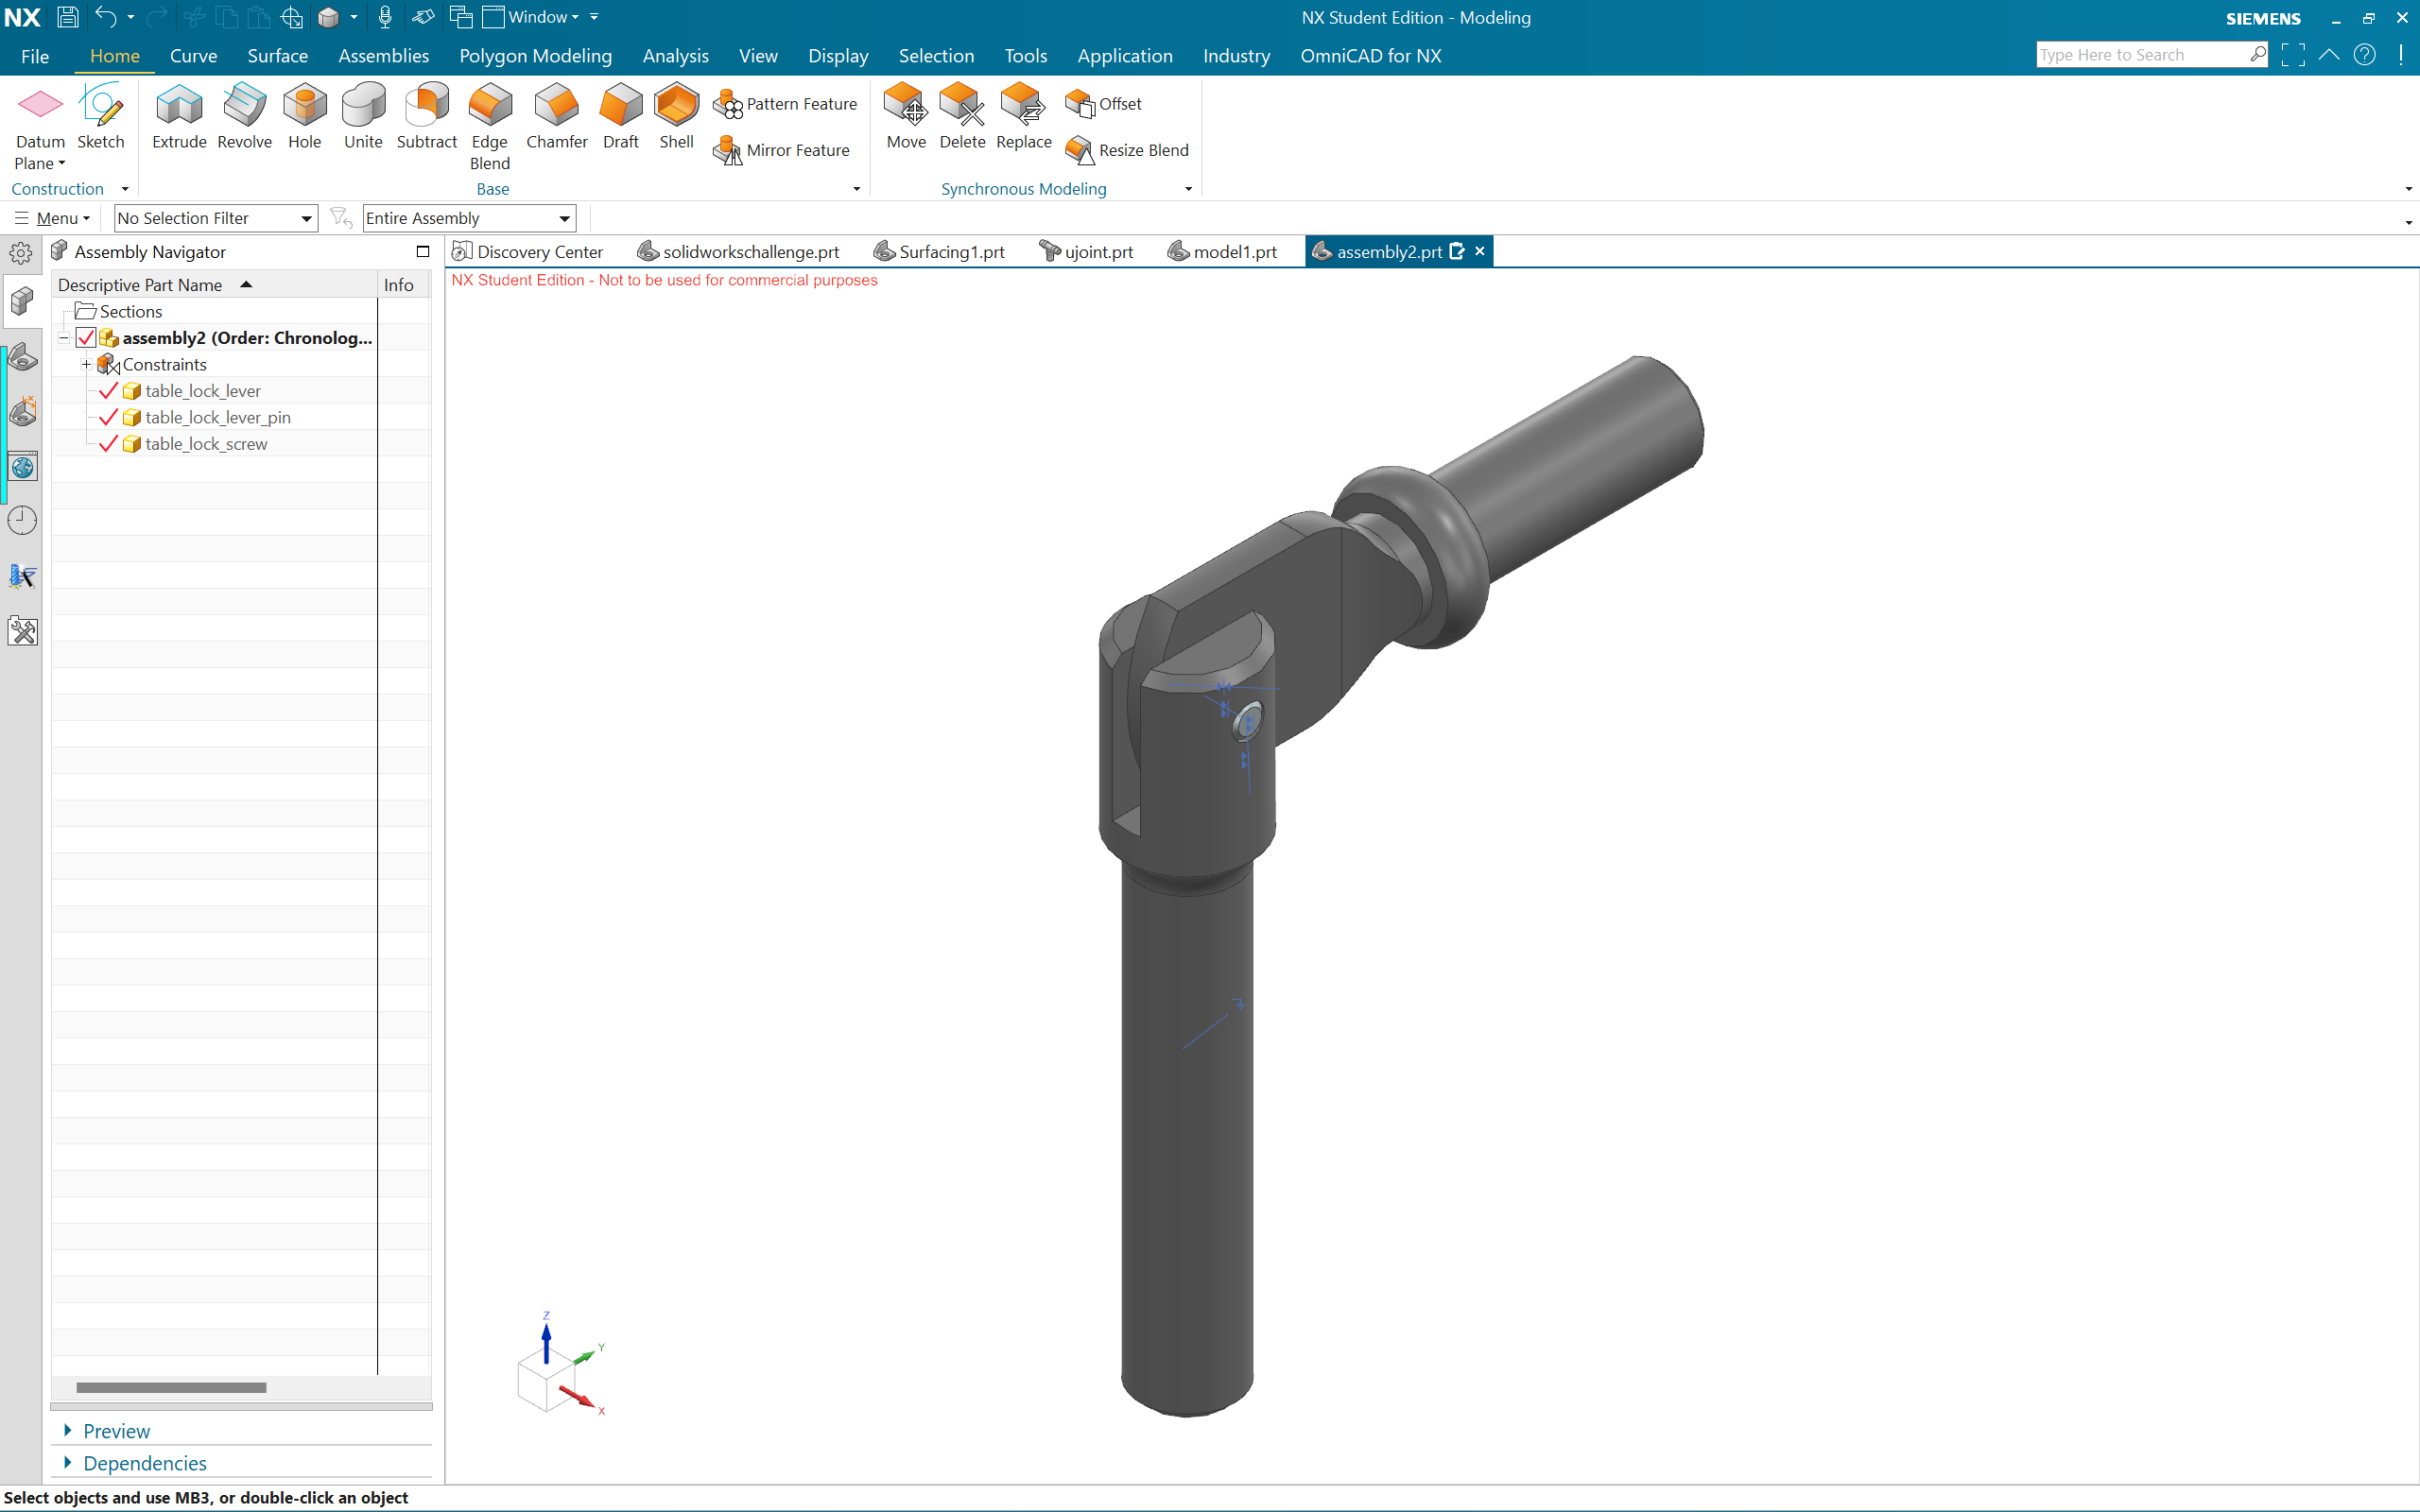 NX Window NX Student Edition - Modeling SIEMENS
File Home Curve Surface Assemblies Polygon Modeling Analysis View Display Selection Tools Application Industry OmniCAD for NX Type Here to Search
Datum Plane Sketch Extrude Revolve Hole Unite Subtract Edge Blend Chamfer Draft Shell Pattern Feature Mirror Feature Move Delete Replace Offset Resize Blend
Construction Base Synchronous Modeling
Menu No Selection Filter Entire Assembly
Assembly Navigator Discovery Center solidworkschallenge.prt Surfacing1.prt ujoint.prt model1.prt assembly2.prt
NX Student Edition - Not to be used for commercial purposes
Descriptive Part Name Info
Sections
assembly2 (Order: Chronolog...
Constraints
table_lock_lever
table_lock_lever_pin
table_lock_screw
Z
Y
X
Preview
Dependencies
Select objects and use MB3, or double-click an object